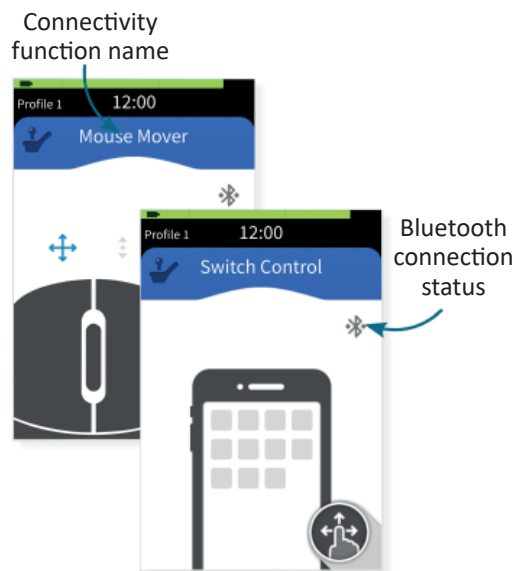 Connectivity
function name
Profile 1 12:00
Mouse Mover
Profile 1 12:00
Switch Control
Bluetooth
connection
status